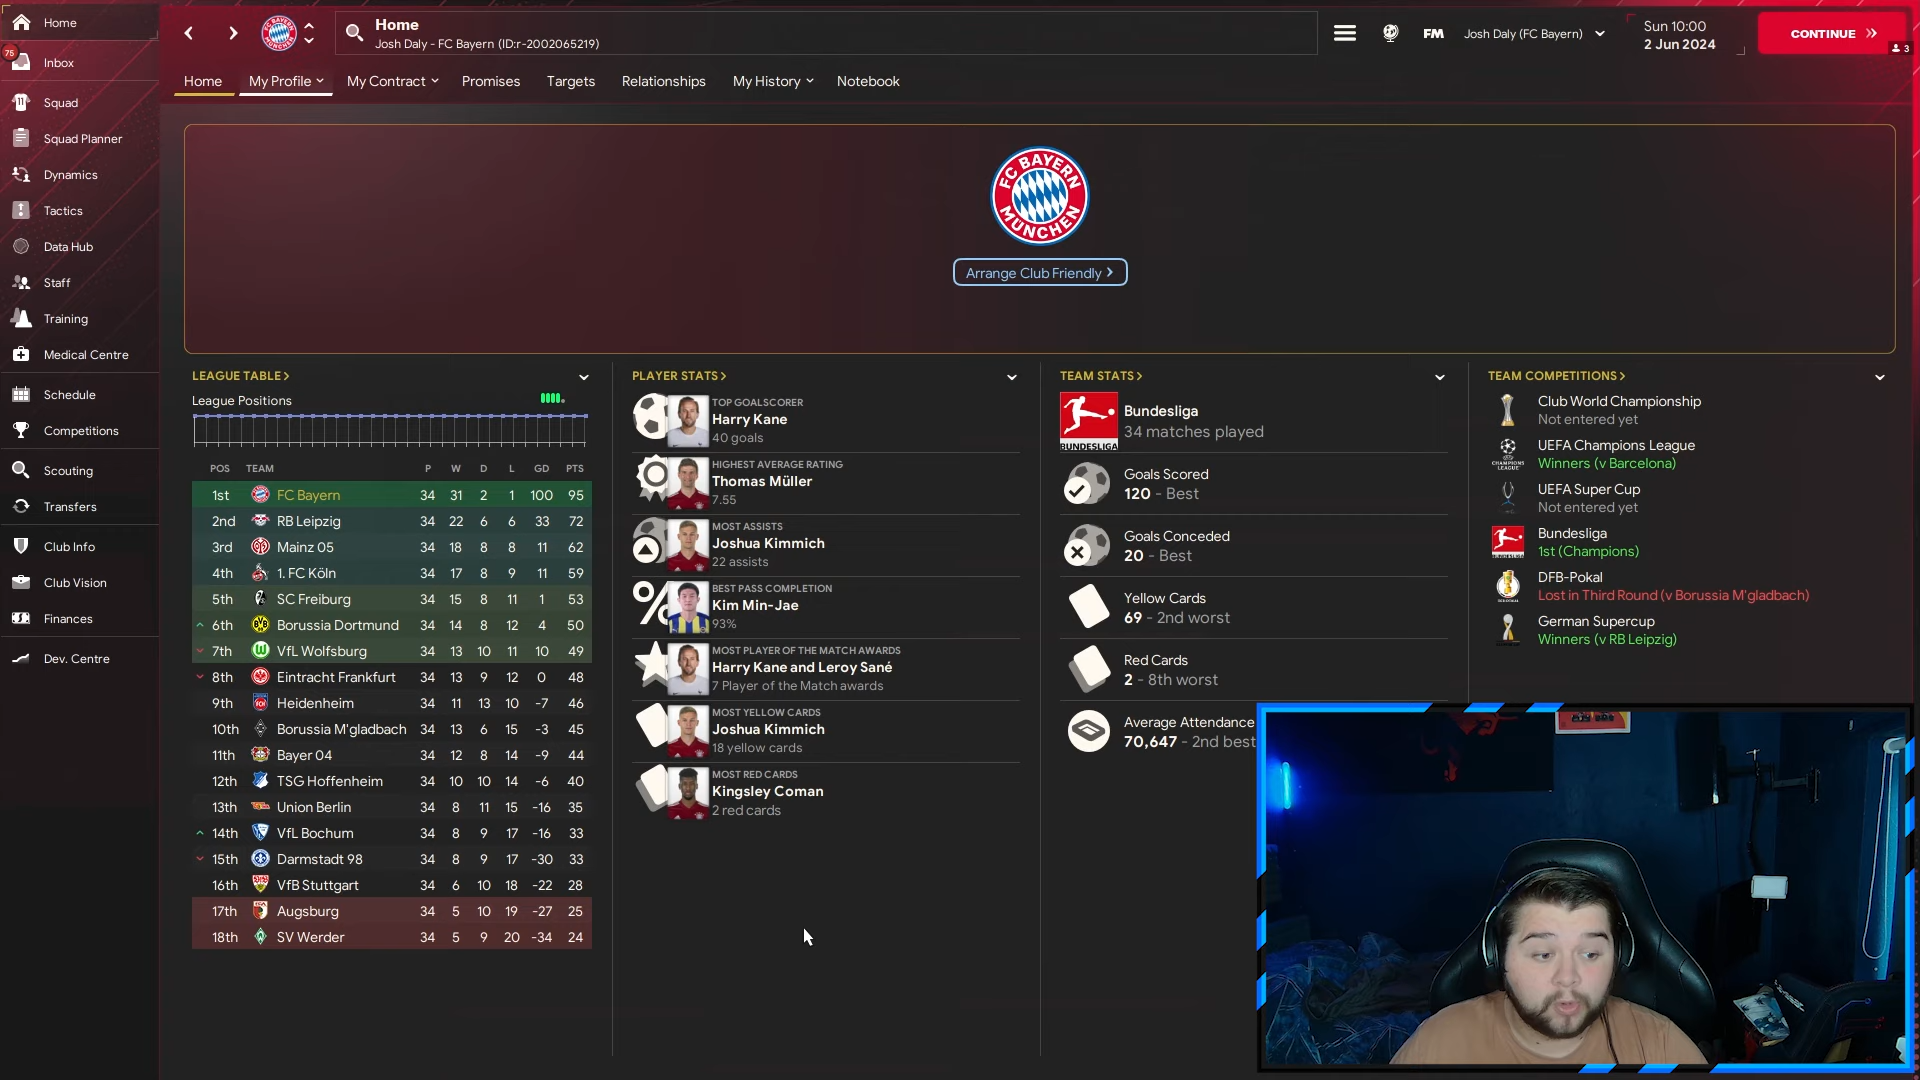 Home
Josh Daly - FC Bayern (ID:r-2002065219)
FM
Josh Daly (FC Bayern)
Sun 10:00
2 Jun 2024
CONTINUE
3
Home
75
Inbox
Squad
Squad Planner
Dynamics
Tactics
Data Hub
Staff
Training
Medical Centre
Schedule
Competitions
Scouting
Transfers
Club Info
Club Vision
Finances
Dev. Centre
Home My Profile My Contract Promises Targets Relationships My History Notebook
FC BAYERN
MÜNCHEN
Arrange Club Friendly >
LEAGUE TABLE >
League Positions
POS TEAM P W D L GD PTS
1st FC Bayern 34 31 2 1 100 95
2nd RB Leipzig 34 22 6 6 33 72
3rd Mainz 05 34 18 8 8 11 62
4th 1. FC Köln 34 17 8 9 11 59
5th SC Freiburg 34 15 8 11 1 53
6th Borussia Dortmund 34 14 8 12 4 50
7th VfL Wolfsburg 34 13 10 11 10 49
8th Eintracht Frankfurt 34 13 9 12 0 48
9th Heidenheim 34 11 13 10 -7 46
10th Borussia M'gladbach 34 13 6 15 -3 45
11th Bayer 04 34 12 8 14 -9 44
12th TSG Hoffenheim 34 10 10 14 -6 40
13th Union Berlin 34 8 11 15 -16 35
14th VfL Bochum 34 8 9 17 -16 33
15th Darmstadt 98 34 8 9 17 -30 33
16th VfB Stuttgart 34 6 10 18 -22 28
17th Augsburg 34 5 10 19 -27 25
18th SV Werder 34 5 9 20 -34 24
PLAYER STATS >
TOP GOALSCORER
Harry Kane
40 goals
HIGHEST AVERAGE RATING
Thomas Müller
7.55
MOST ASSISTS
Joshua Kimmich
22 assists
BEST PASS COMPLETION
Kim Min-Jae
93%
MOST PLAYER OF THE MATCH AWARDS
Harry Kane and Leroy Sané
7 Player of the Match awards
MOST YELLOW CARDS
Joshua Kimmich
18 yellow cards
MOST RED CARDS
Kingsley Coman
2 red cards
TEAM STATS >
BUNDESLIGA
Bundesliga
34 matches played
Goals Scored
120 - Best
Goals Conceded
20 - Best
Yellow Cards
69 - 2nd worst
Red Cards
2 - 8th worst
Average Attendance
70,647 - 2nd best
TEAM COMPETITIONS >
Club World Championship
Not entered yet
UEFA Champions League
Winners (v Barcelona)
UEFA Super Cup
Not entered yet
Bundesliga
1st (Champions)
DFB-Pokal
Lost in Third Round (v Borussia M'gladbach)
German Supercup
Winners (v RB Leipzig)